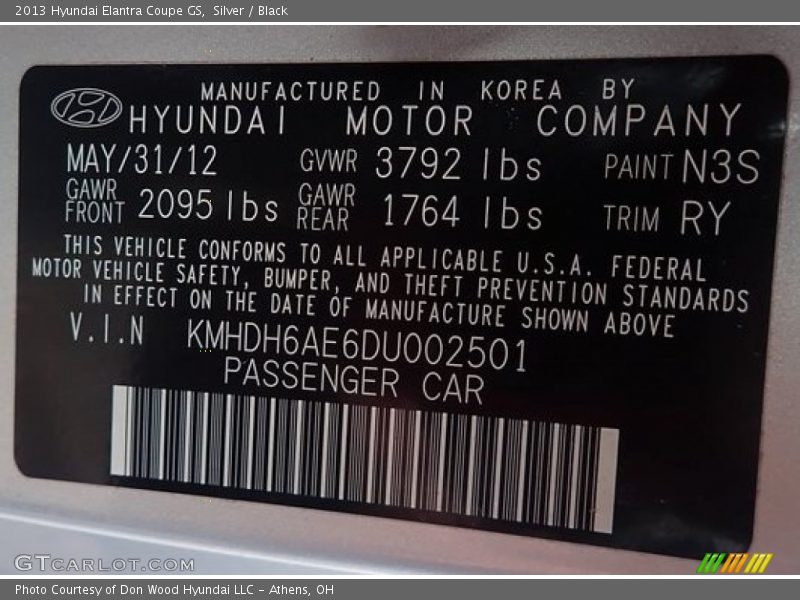 2013 Hyundai Elantra Coupe GS,  Silver / Black
MANUFACTURED IN KOREA BY
HYUNDAI MOTOR COMPANY
MAY/31/12 GVWR 3792 lbs PAINT N3S
GAWR FRONT 2095 lbs GAWR REAR 1764 lbs TRIM RY
THIS VEHICLE CONFORMS TO ALL APPLICABLE U.S.A. FEDERAL
MOTOR VEHICLE SAFETY, BUMPER, AND THEFT PREVENTION STANDARDS
IN EFFECT ON THE DATE OF MANUFACTURE SHOWN ABOVE
V.I.N KMHDH6AE6DU002501
PASSENGER CAR
GTCARLOT.COM
Photo Courtesy of Don Wood Hyundai LLC - Athens, OH